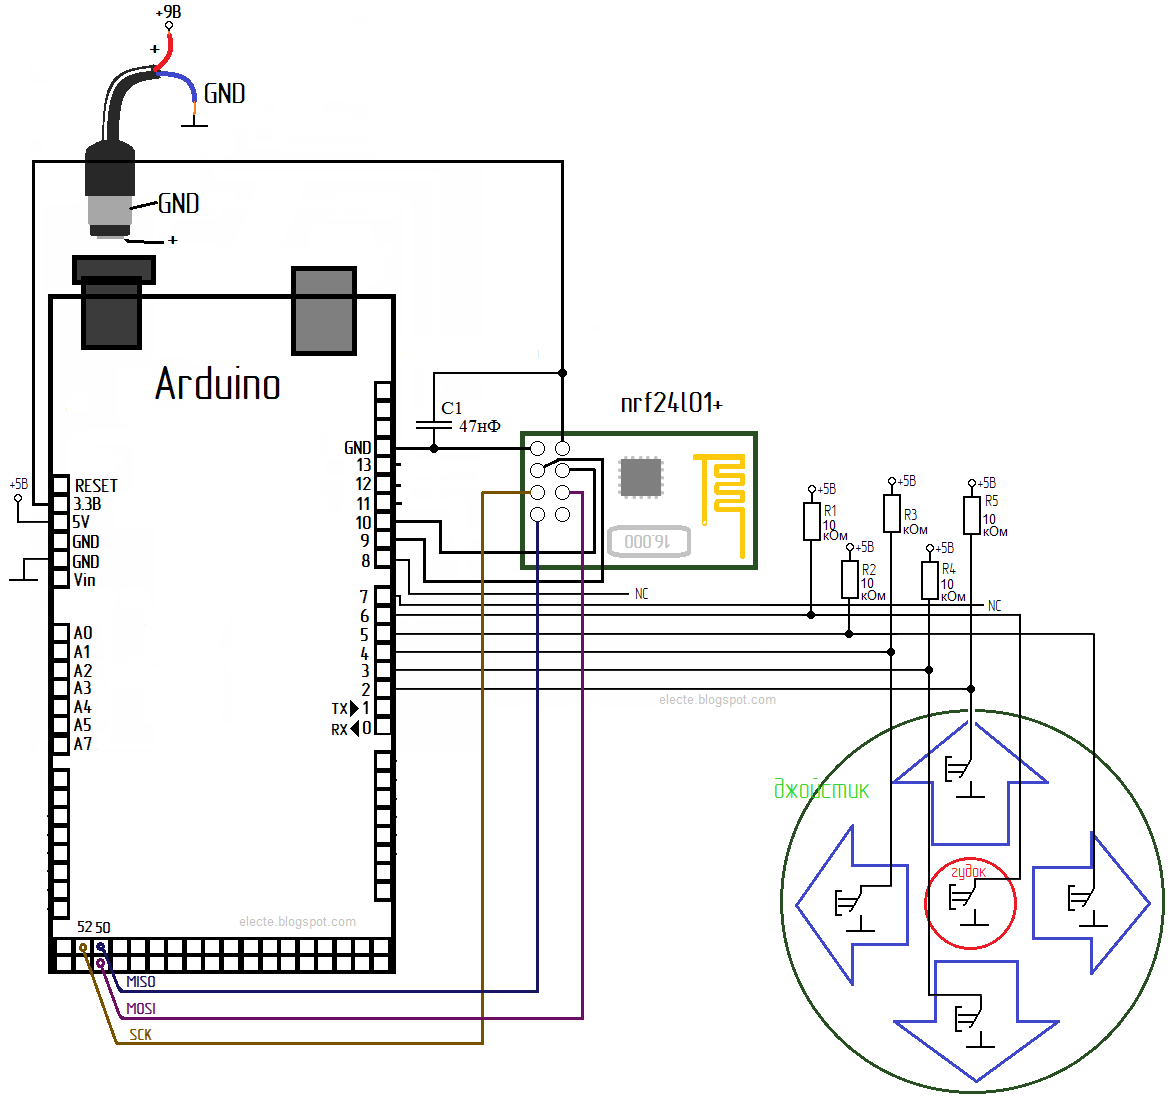 +9В
+
GND
GND
+
Arduino
C1
47нФ
nrf24l01+
GND
13
12
11
10
9
8
7
6
5
4
3
2
TX 1
RX 0
+5В
RESET
3.3В
5V
GND
GND
Vin
A0
A1
A2
A3
A4
A5
A7
16.000
NC
NC
+5В
R1
10
кОм
+5В
R2
10
кОм
+5В
R3
кОм
+5В
R4
10
кОм
+5В
R5
10
кОм
electe.blogspot.com
джойстик
гудок
electe.blogspot.com
52 50
MISO
MOSI
SCK